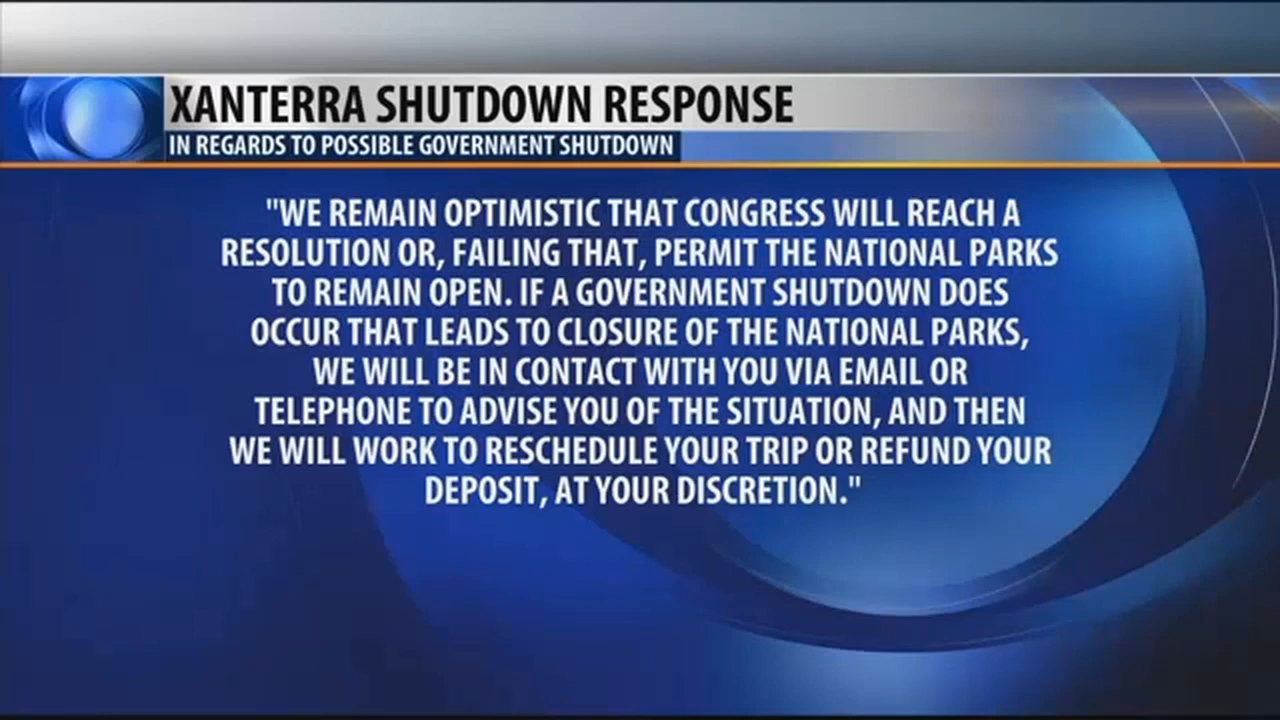 XANTERRA SHUTDOWN RESPONSE
IN REGARDS TO POSSIBLE GOVERNMENT SHUTDOWN
"WE REMAIN OPTIMISTIC THAT CONGRESS WILL REACH A
RESOLUTION OR, FAILING THAT, PERMIT THE NATIONAL PARKS
TO REMAIN OPEN. IF A GOVERNMENT SHUTDOWN DOES
OCCUR THAT LEADS TO CLOSURE OF THE NATIONAL PARKS,
WE WILL BE IN CONTACT WITH YOU VIA EMAIL OR
TELEPHONE TO ADVISE YOU OF THE SITUATION, AND THEN
WE WILL WORK TO RESCHEDULE YOUR TRIP OR REFUND YOUR
DEPOSIT, AT YOUR DISCRETION."